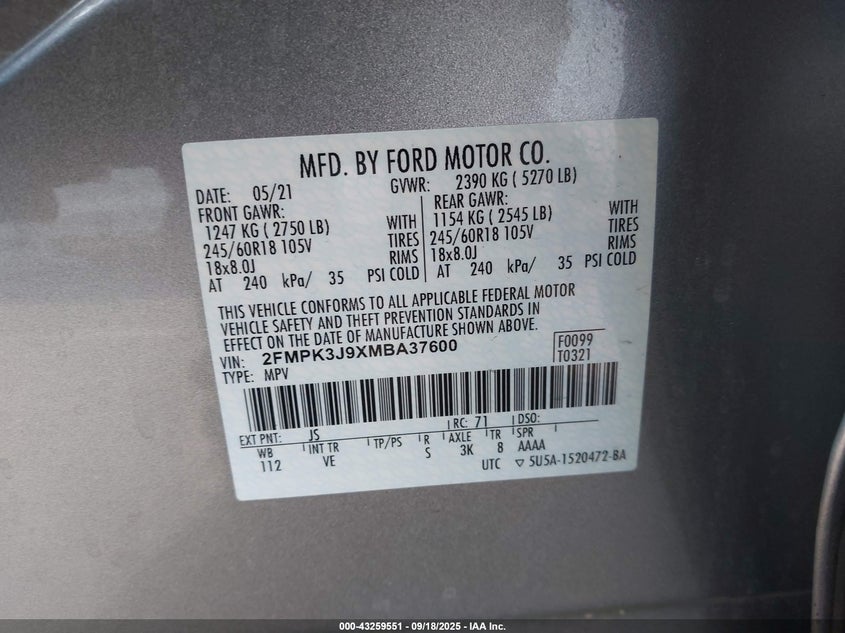 MFD. BY FORD MOTOR CO.
DATE: 05/21 GVWR: 2390 KG ( 5270 LB)
FRONT GAWR: REAR GAWR:
1247 KG ( 2750 LB) WITH 1154 KG ( 2545 LB) WITH
245/60R18 105V TIRES 245/60R18 105V TIRES
18x8.0J RIMS 18x8.0J RIMS
AT 240 kPa/ 35 PSI COLD AT 240 kPa/ 35 PSI COLD
THIS VEHICLE CONFORMS TO ALL APPLICABLE FEDERAL MOTOR
VEHICLE SAFETY AND THEFT PREVENTION STANDARDS IN
EFFECT ON THE DATE OF MANUFACTURE SHOWN ABOVE.
VIN: 2FMPK3J9XMBA37600 F0099
TYPE: MPV T0321
EXT PNT: JS RC: 71 DSO:
WB INT TR TP/PS R AXLE TR SPR
112 VE S 3K 8 AAAA
UTC ▽ 5U5A-1520472-BA
000-43259551 - 09/18/2025 - IAA Inc.